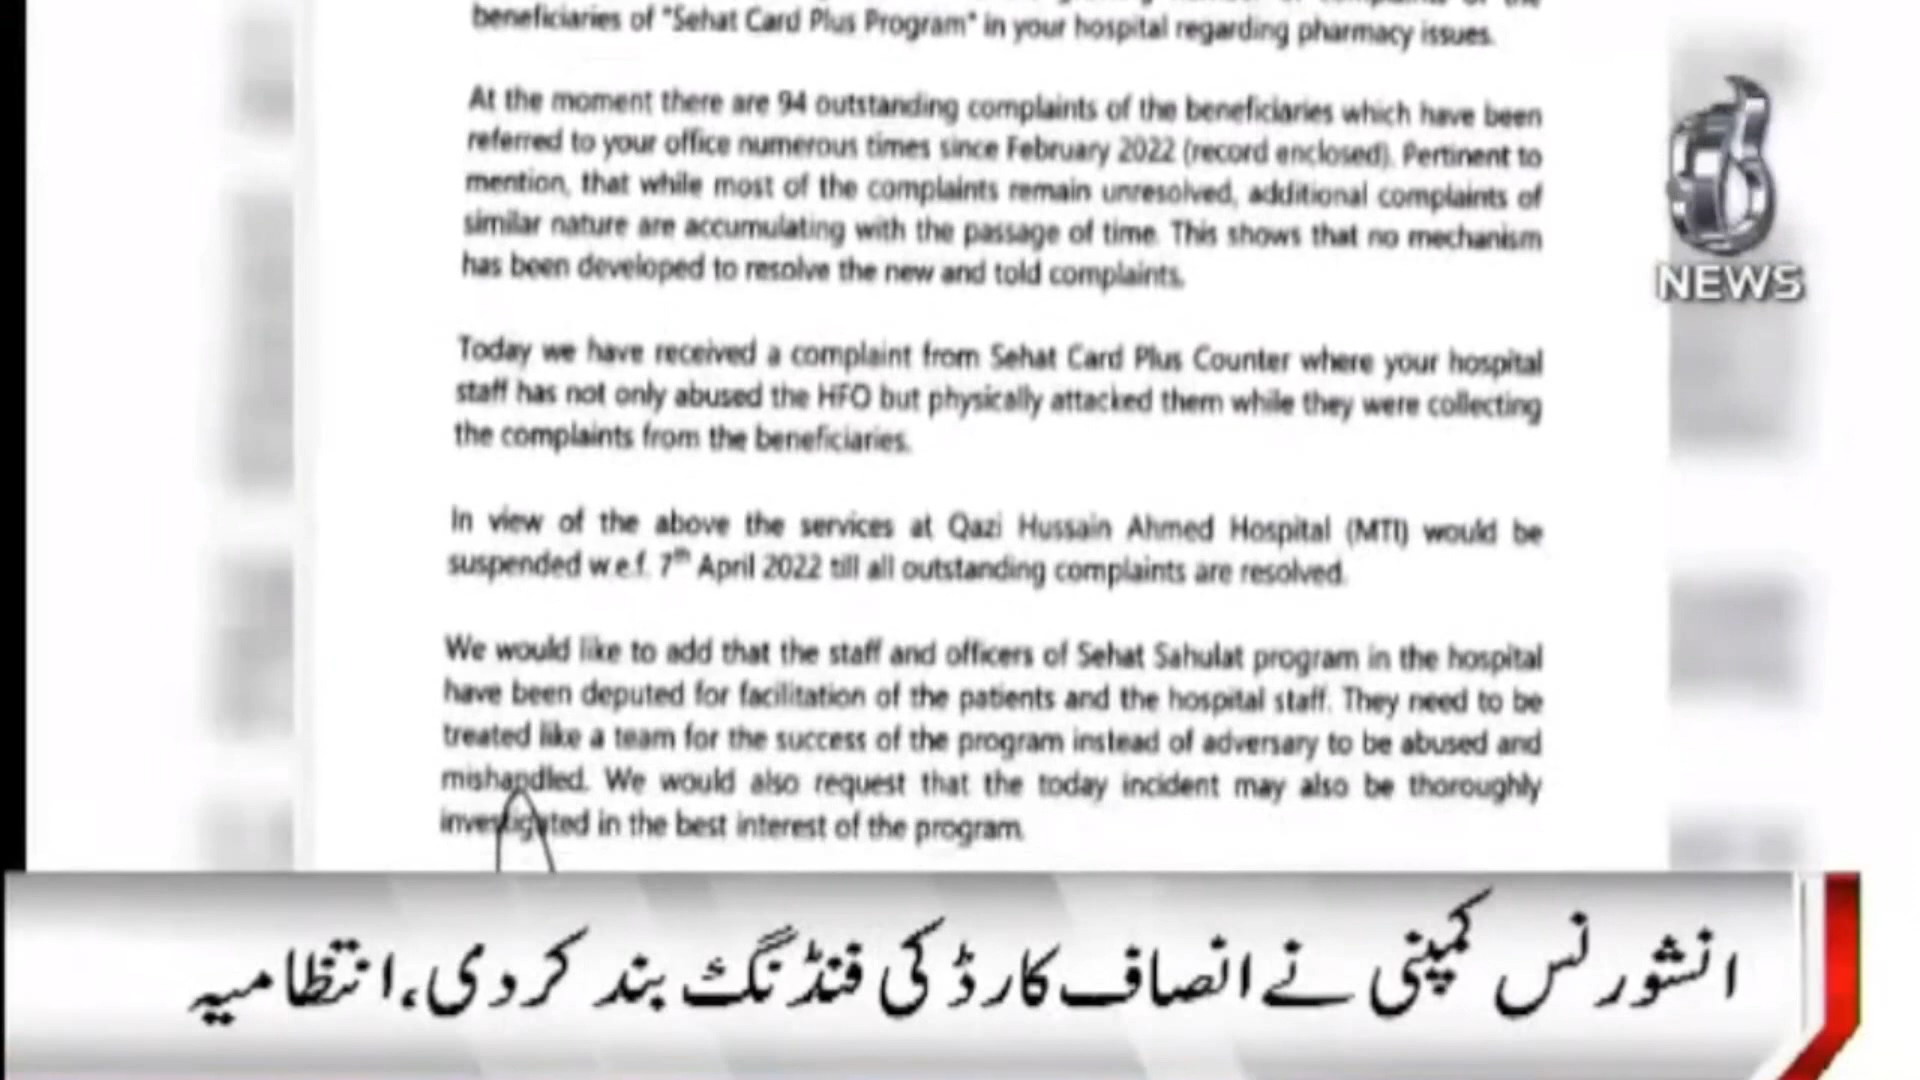 beneficiaries of "Sehat Card Plus Program" in your hospital regarding pharmacy issues.
At the moment there are 94 outstanding complaints of the beneficiaries which have been
referred to your office numerous times since February 2022 (record enclosed). Pertinent to
mention, that while most of the complaints remain unresolved, additional complaints of
similar nature are accumulating with the passage of time. This shows that no mechanism
has been developed to resolve the new and told complaints.
Today we have received a complaint from Sehat Card Plus Counter where your hospital
staff has not only abused the HFO but physically attacked them while they were collecting
the complaints from the beneficiaries.
In view of the above the services at Qazi Hussain Ahmed Hospital (MTI) would be
suspended w.e.f. 7th April 2022 till all outstanding complaints are resolved.
We would like to add that the staff and officers of Sehat Sahulat program in the hospital
have been deputed for facilitation of the patients and the hospital staff. They need to be
treated like a team for the success of the program instead of adversary to be abused and
mishandled. We would also request that the today incident may also be thoroughly
investigated in the best interest of the program.
NEWS
انشورنس کمپنی نے انصاف کارڈ کی فنڈنگ بند کر دی، انتظامیہ